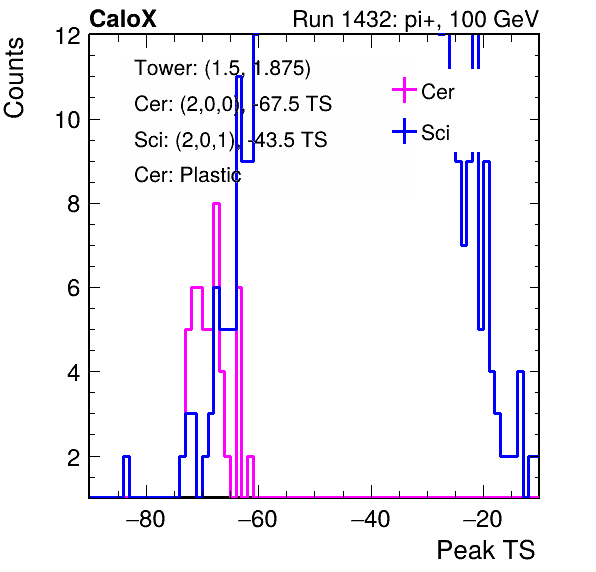 CaloX
Run 1432: pi+, 100 GeV
Counts
Tower: (1.5, 1.875)
Cer: (2,0,0), -67.5 TS
Sci: (2,0,1), -43.5 TS
Cer: Plastic
Cer
Sci
12
10
8
6
4
2
−80
−60
−40
−20
Peak TS